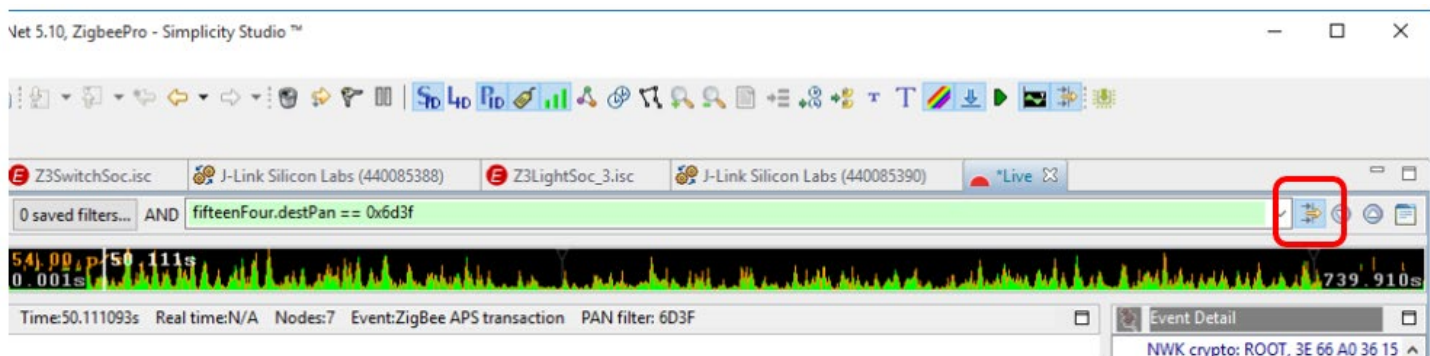 Net 5.10, ZigbeePro - Simplicity Studio ™
Z3SwitchSoc.isc J-Link Silicon Labs (440085388) Z3LightSoc_3.isc J-Link Silicon Labs (440085390) *Live
0 saved filters... AND fifteenFour.destPan == 0x6d3f
50.111s
0.001s 739.910s
Time:50.111093s Real time:N/A Nodes:7 Event:ZigBee APS transaction PAN filter: 6D3F Event Detail
NWK crypto: ROOT, 3E 66 A0 36 15